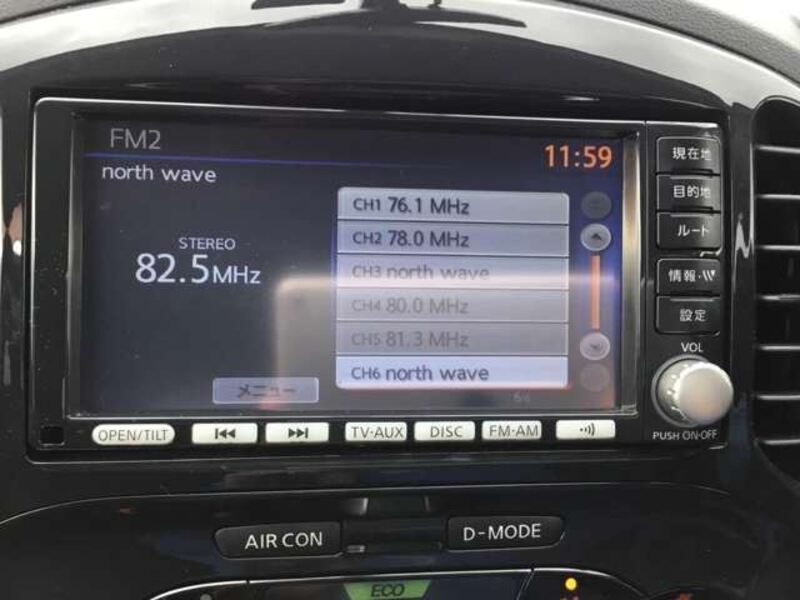 FM2
11:59
north wave
STEREO
82.5MHz
CH1 76.1 MHz
CH2 78.0 MHz
CH3 north wave
CH4 80.0 MHz
CH5 81.3 MHz
CH6 north wave
メニュー
6/6
現在地
目的地
ルート
情報・
設定
VOL
PUSH ON·OFF
OPEN/TILT
TV-AUX
DISC
FM-AM
AIR CON
D-MODE
ECO